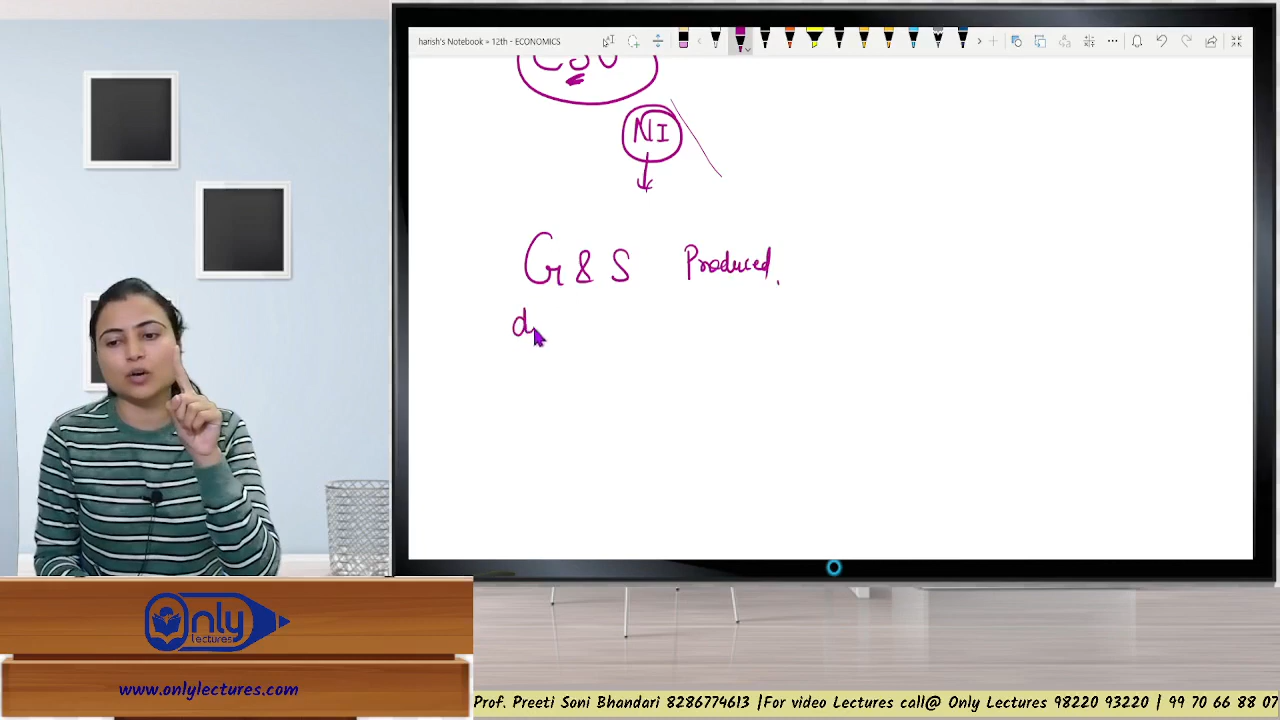 harish's Notebook » 12th - ECONOMICS
CSO
NI
G & S Produced.
d
Only
lectures
www.onlylectures.com
Prof. Preeti Soni Bhandari 8286774613 |For video Lectures call@ Only Lectures 98220 93220 | 99 70 66 88 07